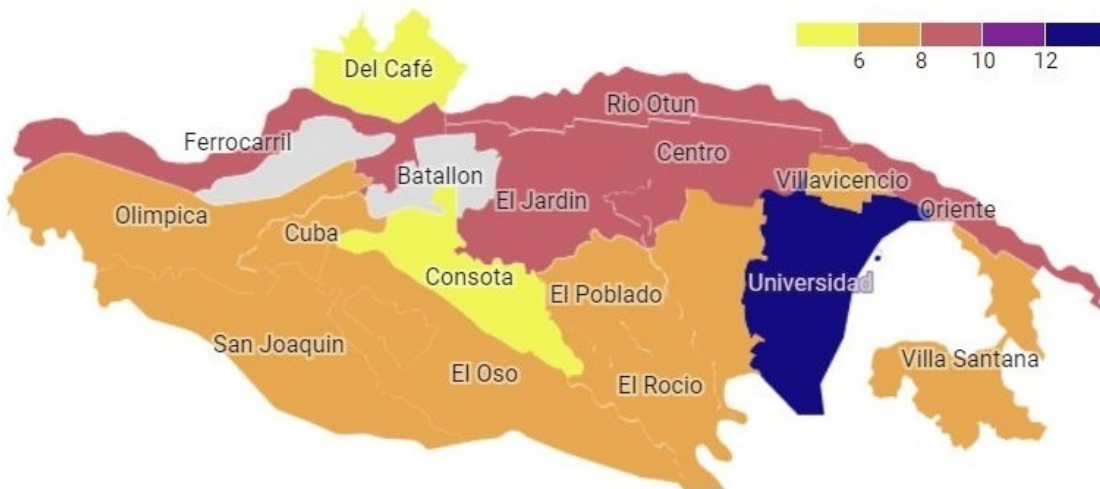 6 8 10 12
Del Café
Rio Otun
Ferrocarril
Centro
Batallon
Villavicencio
El Jardin
Olimpica
Oriente
Cuba
Consota
Universidad
El Poblado
San Joaquin
Villa Santana
El Oso
El Rocio